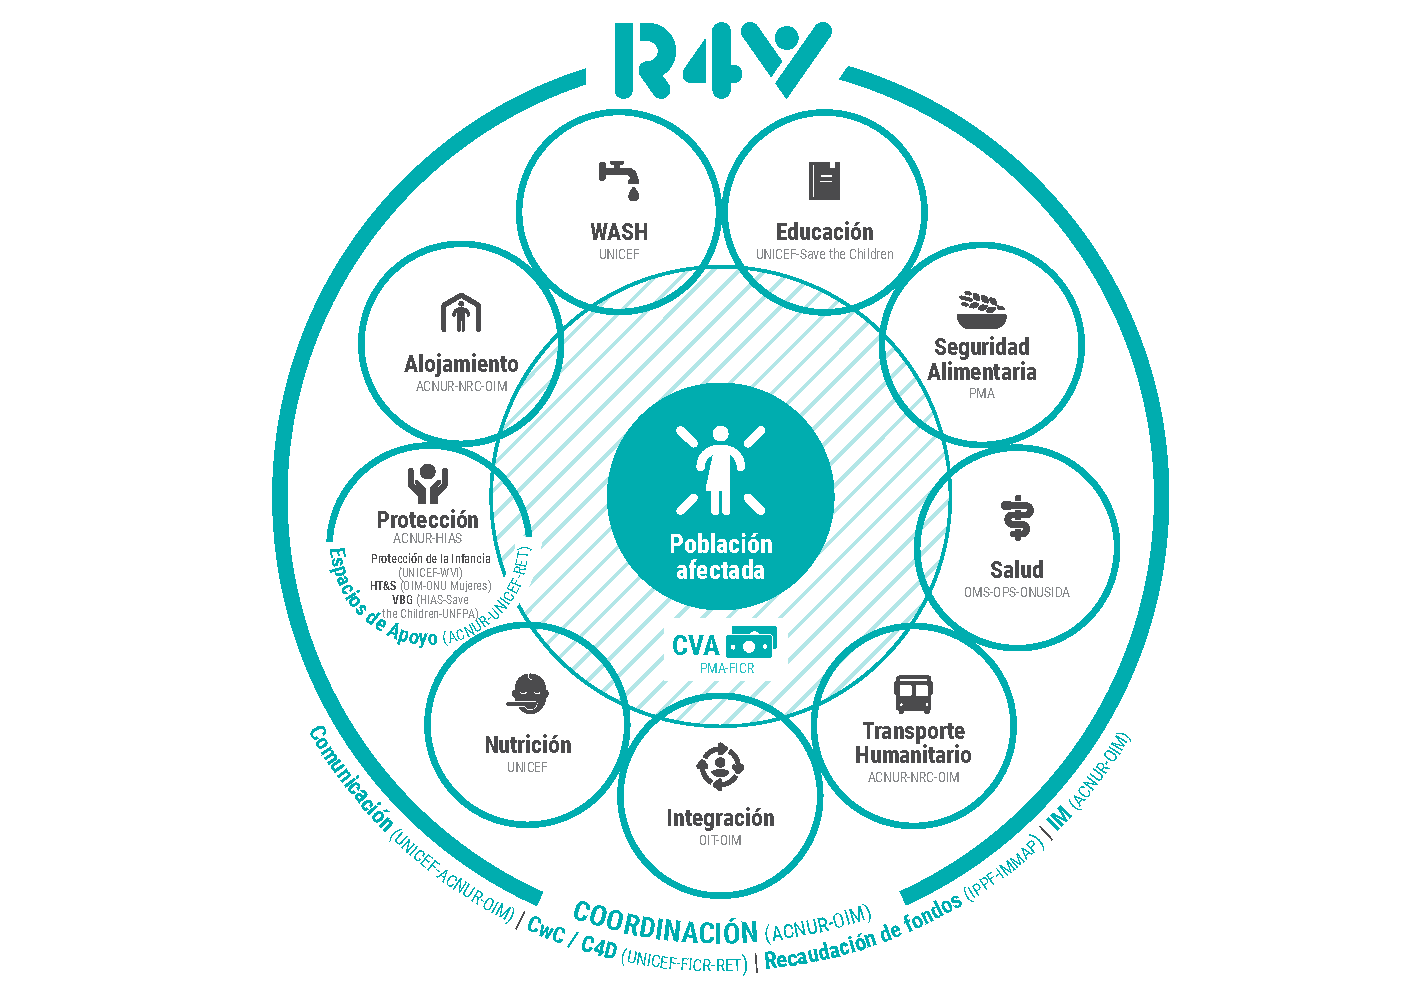 R4V
WASH
UNICEF
Educación
UNICEF-Save the Children
Alojamiento
ACNUR-NRC-OIM
Seguridad
Alimentaria
PMA
Protección
ACNUR-HIAS
Protección de la Infancia
(UNICEF-WVI)
HT&S (OIM-ONU Mujeres)
VBG (HIAS-Save
the Children-UNFPA)
Espacios de Apoyo (ACNUR-UNICEF-RET)
Población
afectada
CVA
PMA-FICR
Salud
OMS-OPS-ONUSIDA
Nutrición
UNICEF
Transporte
Humanitario
ACNUR-NRC-OIM
Integración
OIT-OIM
COORDINACIÓN (ACNUR-OIM)
Comunicación (UNICEF-ACNUR-OIM) | CwC / C4D (UNICEF-FICR-RET) | Recaudación de fondos (IPPF-IMMAP) | IM (ACNUR-OIM)